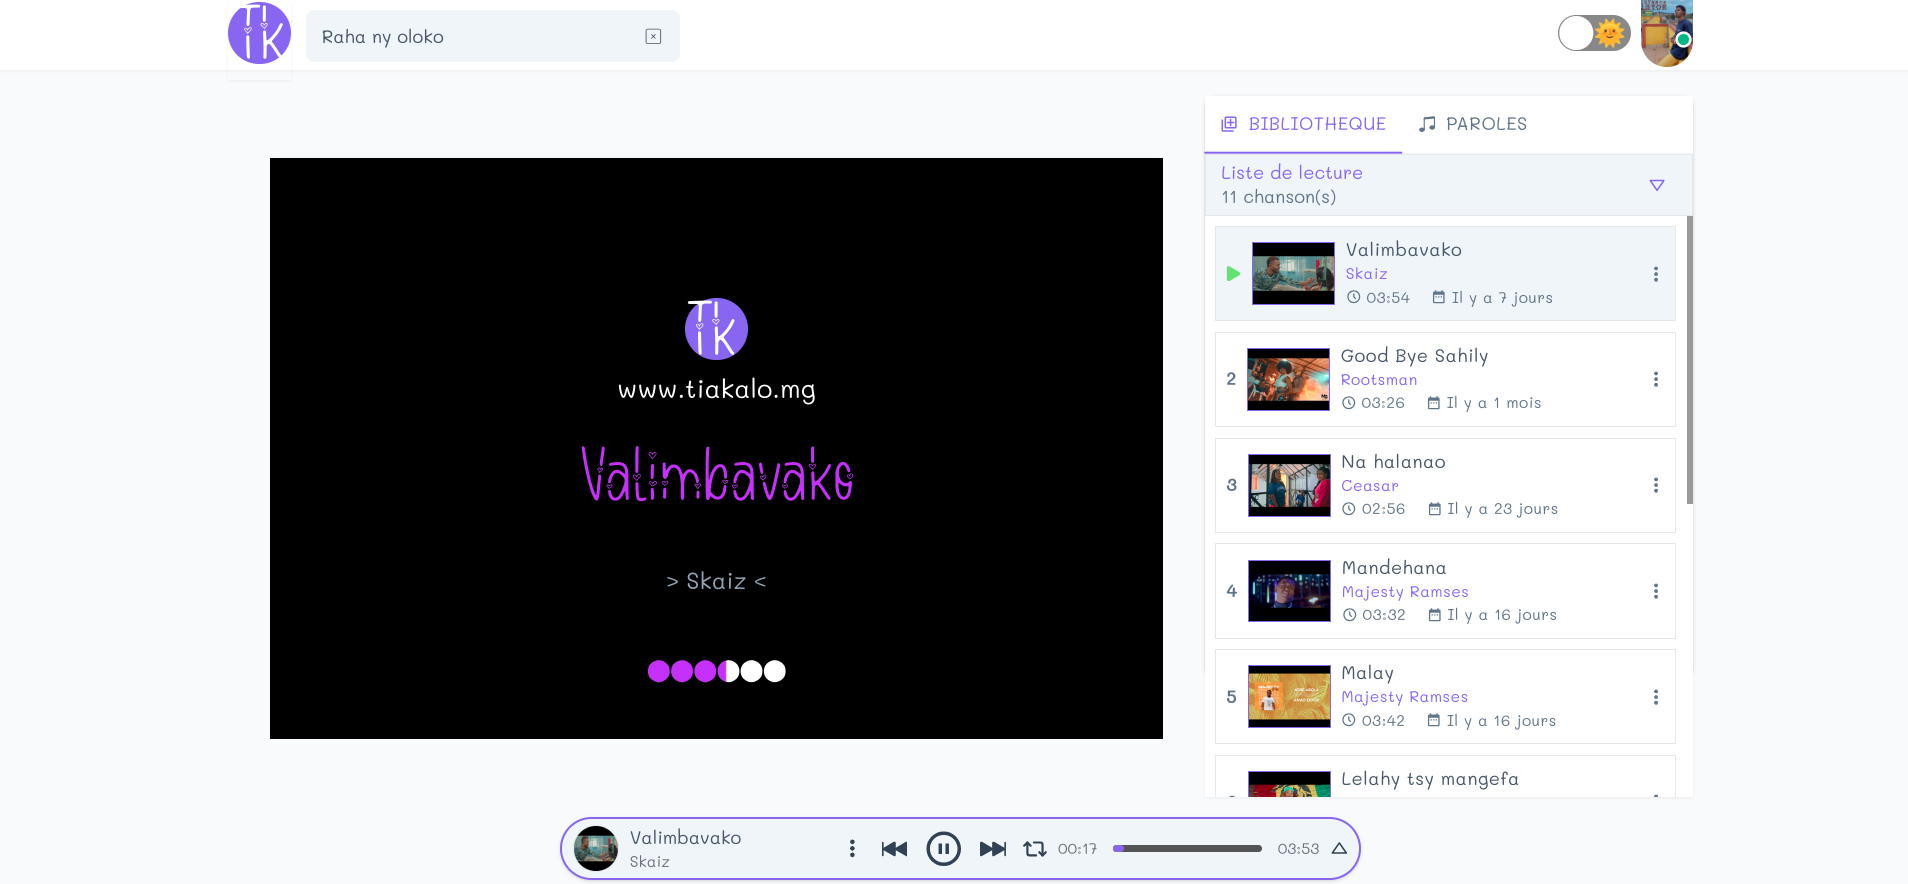 TI
iK
Raha ny oloko
BIBLIOTHEQUE
PAROLES
Liste de lecture
11 chanson(s)
Valimbavako
Skaiz
03:54 Il y a 7 jours
2
Good Bye Sahily
Rootsman
03:26 Il y a 1 mois
3
Na halanao
Ceasar
02:56 Il y a 23 jours
4
Mandehana
Majesty Ramses
03:32 Il y a 16 jours
5
Malay
Majesty Ramses
03:42 Il y a 16 jours
Lelahy tsy mangefa
TI
iK
www.tiakalo.mg
Valimbavako
> Skaiz <
Valimbavako
Skaiz
00:17
03:53